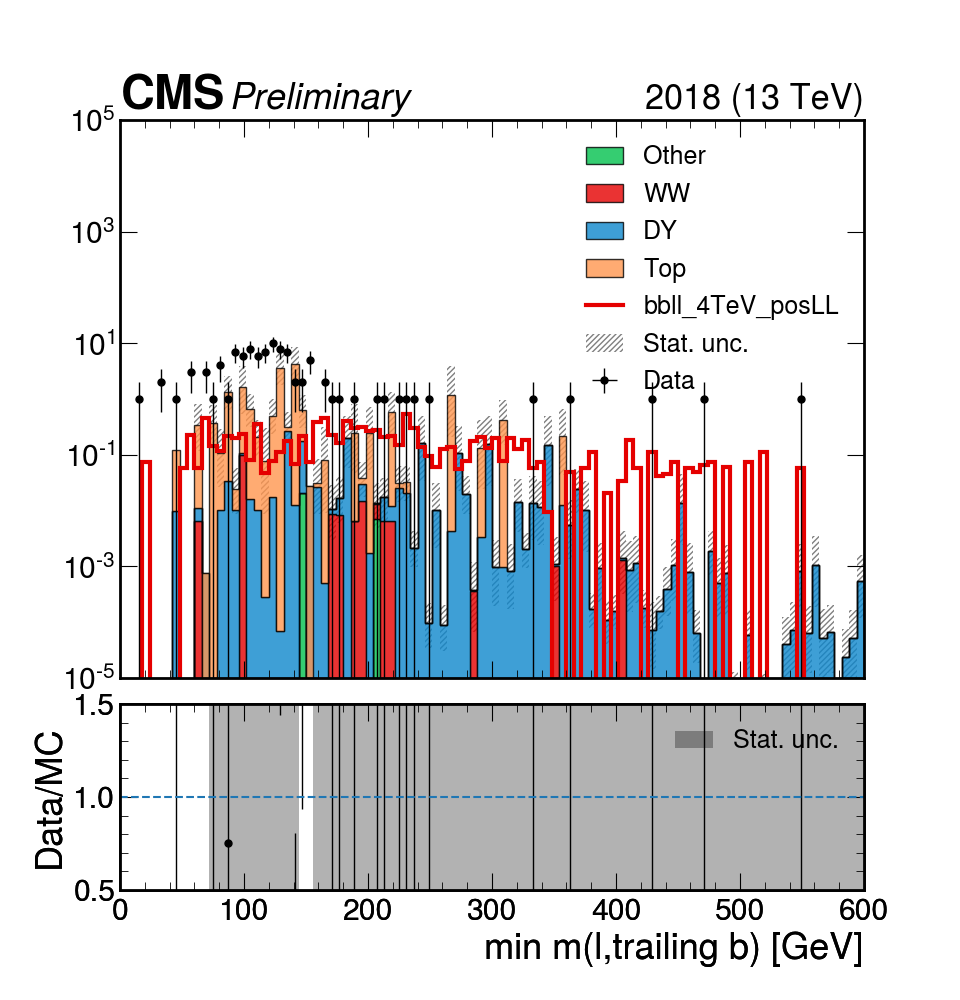 CMS Preliminary 2018 (13 TeV)
10^5
10^3
10^1
10^-1
10^-3
10^-5
Other
WW
DY
Top
bbll_4TeV_posLL
Stat. unc.
Data
1.5
1.0
0.5
Data/MC
Stat. unc.
0 100 200 300 400 500 600
min m(l,trailing b) [GeV]